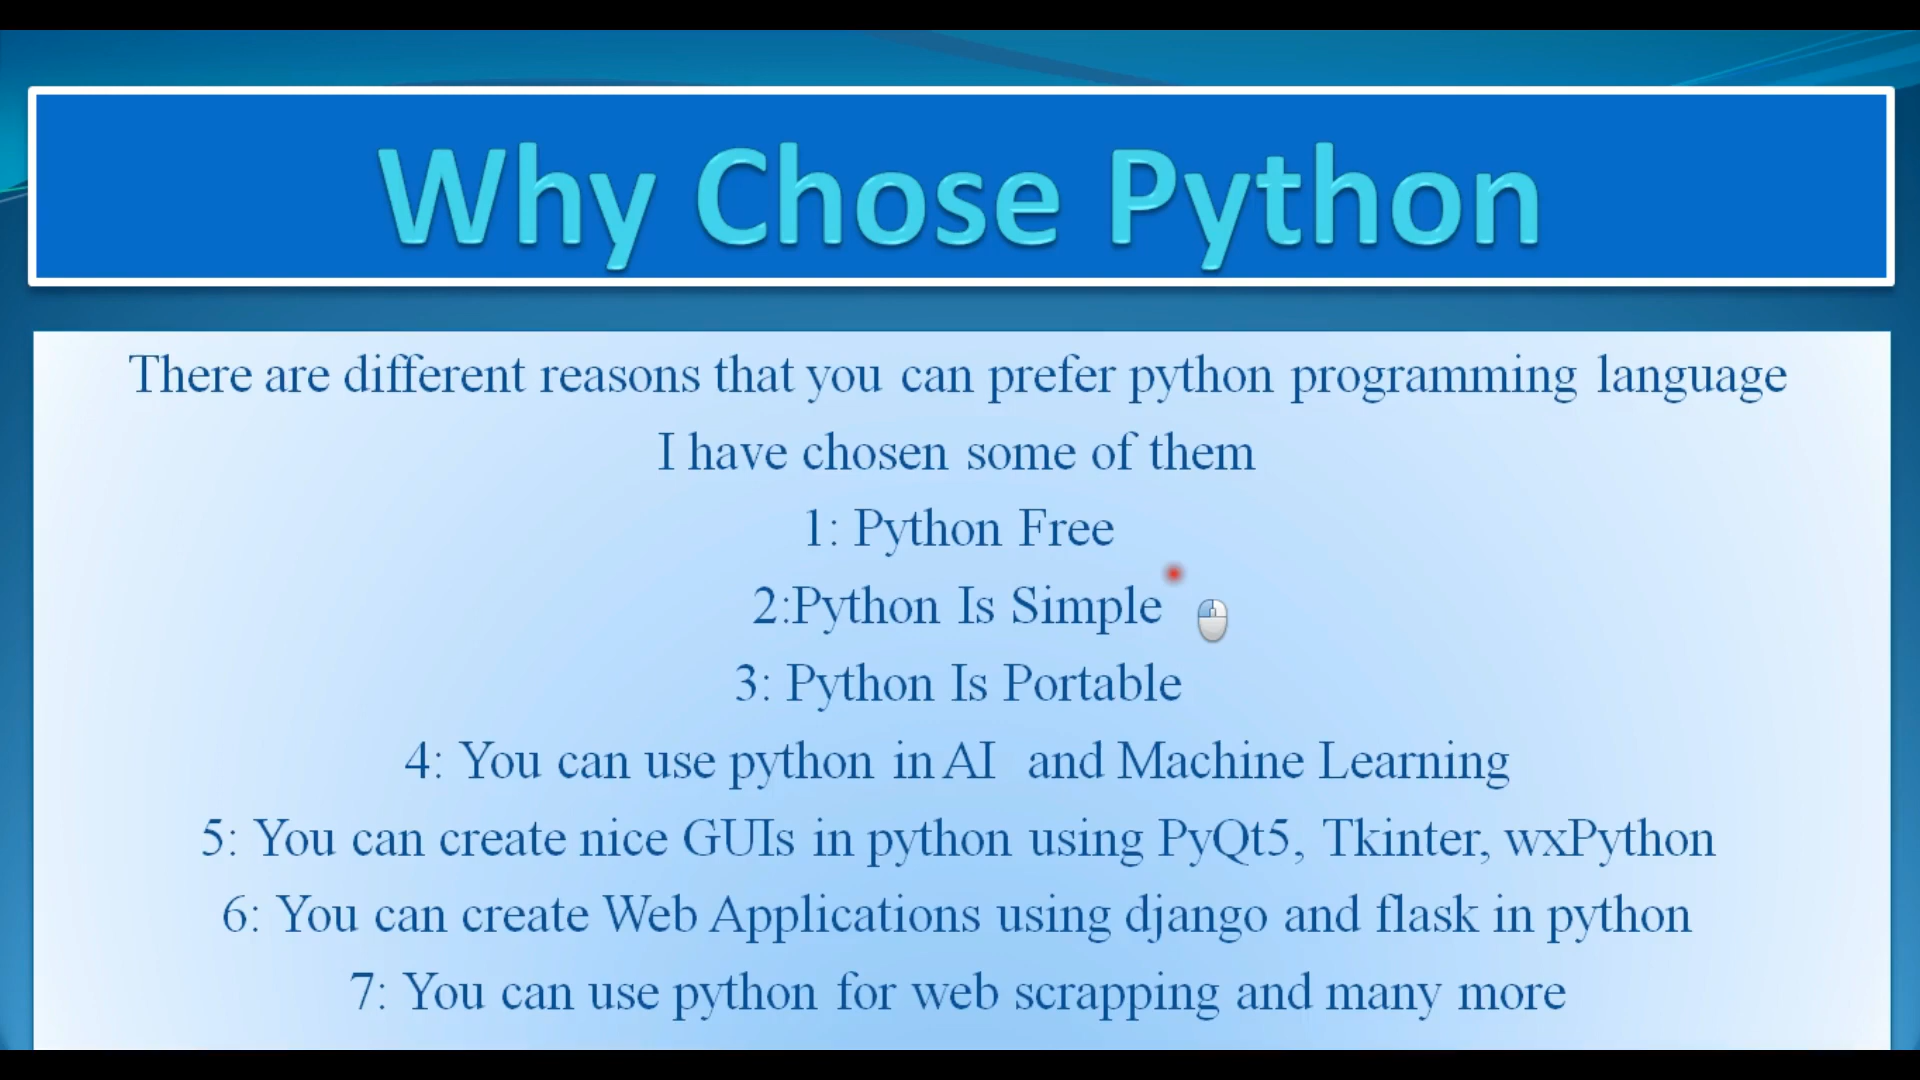 Why Chose Python
There are different reasons that you can prefer python programming language
I have chosen some of them
1: Python Free
2:Python Is Simple
3: Python Is Portable
4: You can use python in AI and Machine Learning
5: You can create nice GUIs in python using PyQt5, Tkinter, wxPython
6: You can create Web Applications using django and flask in python
7: You can use python for web scrapping and many more